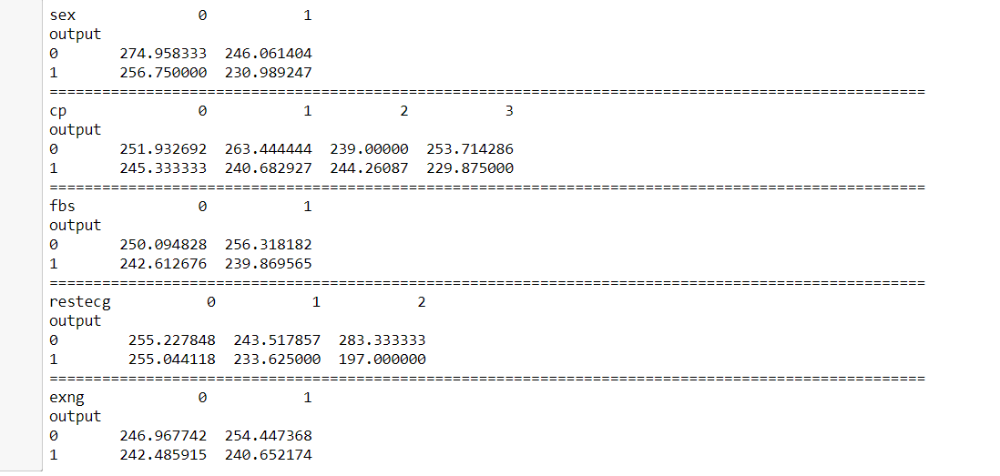 sex 0 1
output
0 274.958333 246.061404
1 256.750000 230.989247
====================================================================================================
cp 0 1 2 3
output
0 251.932692 263.444444 239.00000 253.714286
1 245.333333 240.682927 244.26087 229.875000
====================================================================================================
fbs 0 1
output
0 250.094828 256.318182
1 242.612676 239.869565
====================================================================================================
restecg 0 1 2
output
0 255.227848 243.517857 283.333333
1 255.044118 233.625000 197.000000
====================================================================================================
exng 0 1
output
0 246.967742 254.447368
1 242.485915 240.652174